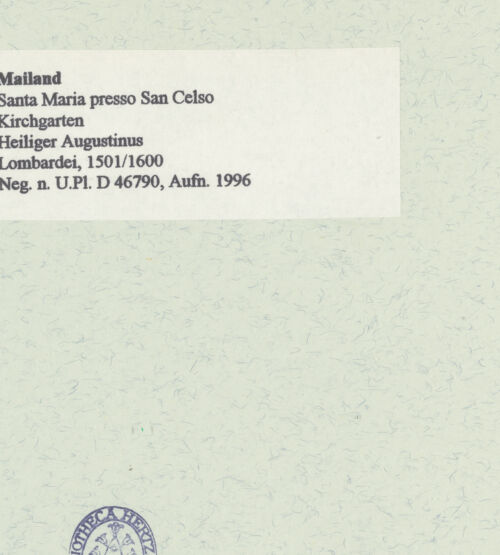 Mailand
Santa Maria presso San Celso
Kirchgarten
Heiliger Augustinus
Lombardei, 1501/1600
Neg. n. U.Pl. D 46790, Aufn. 1996